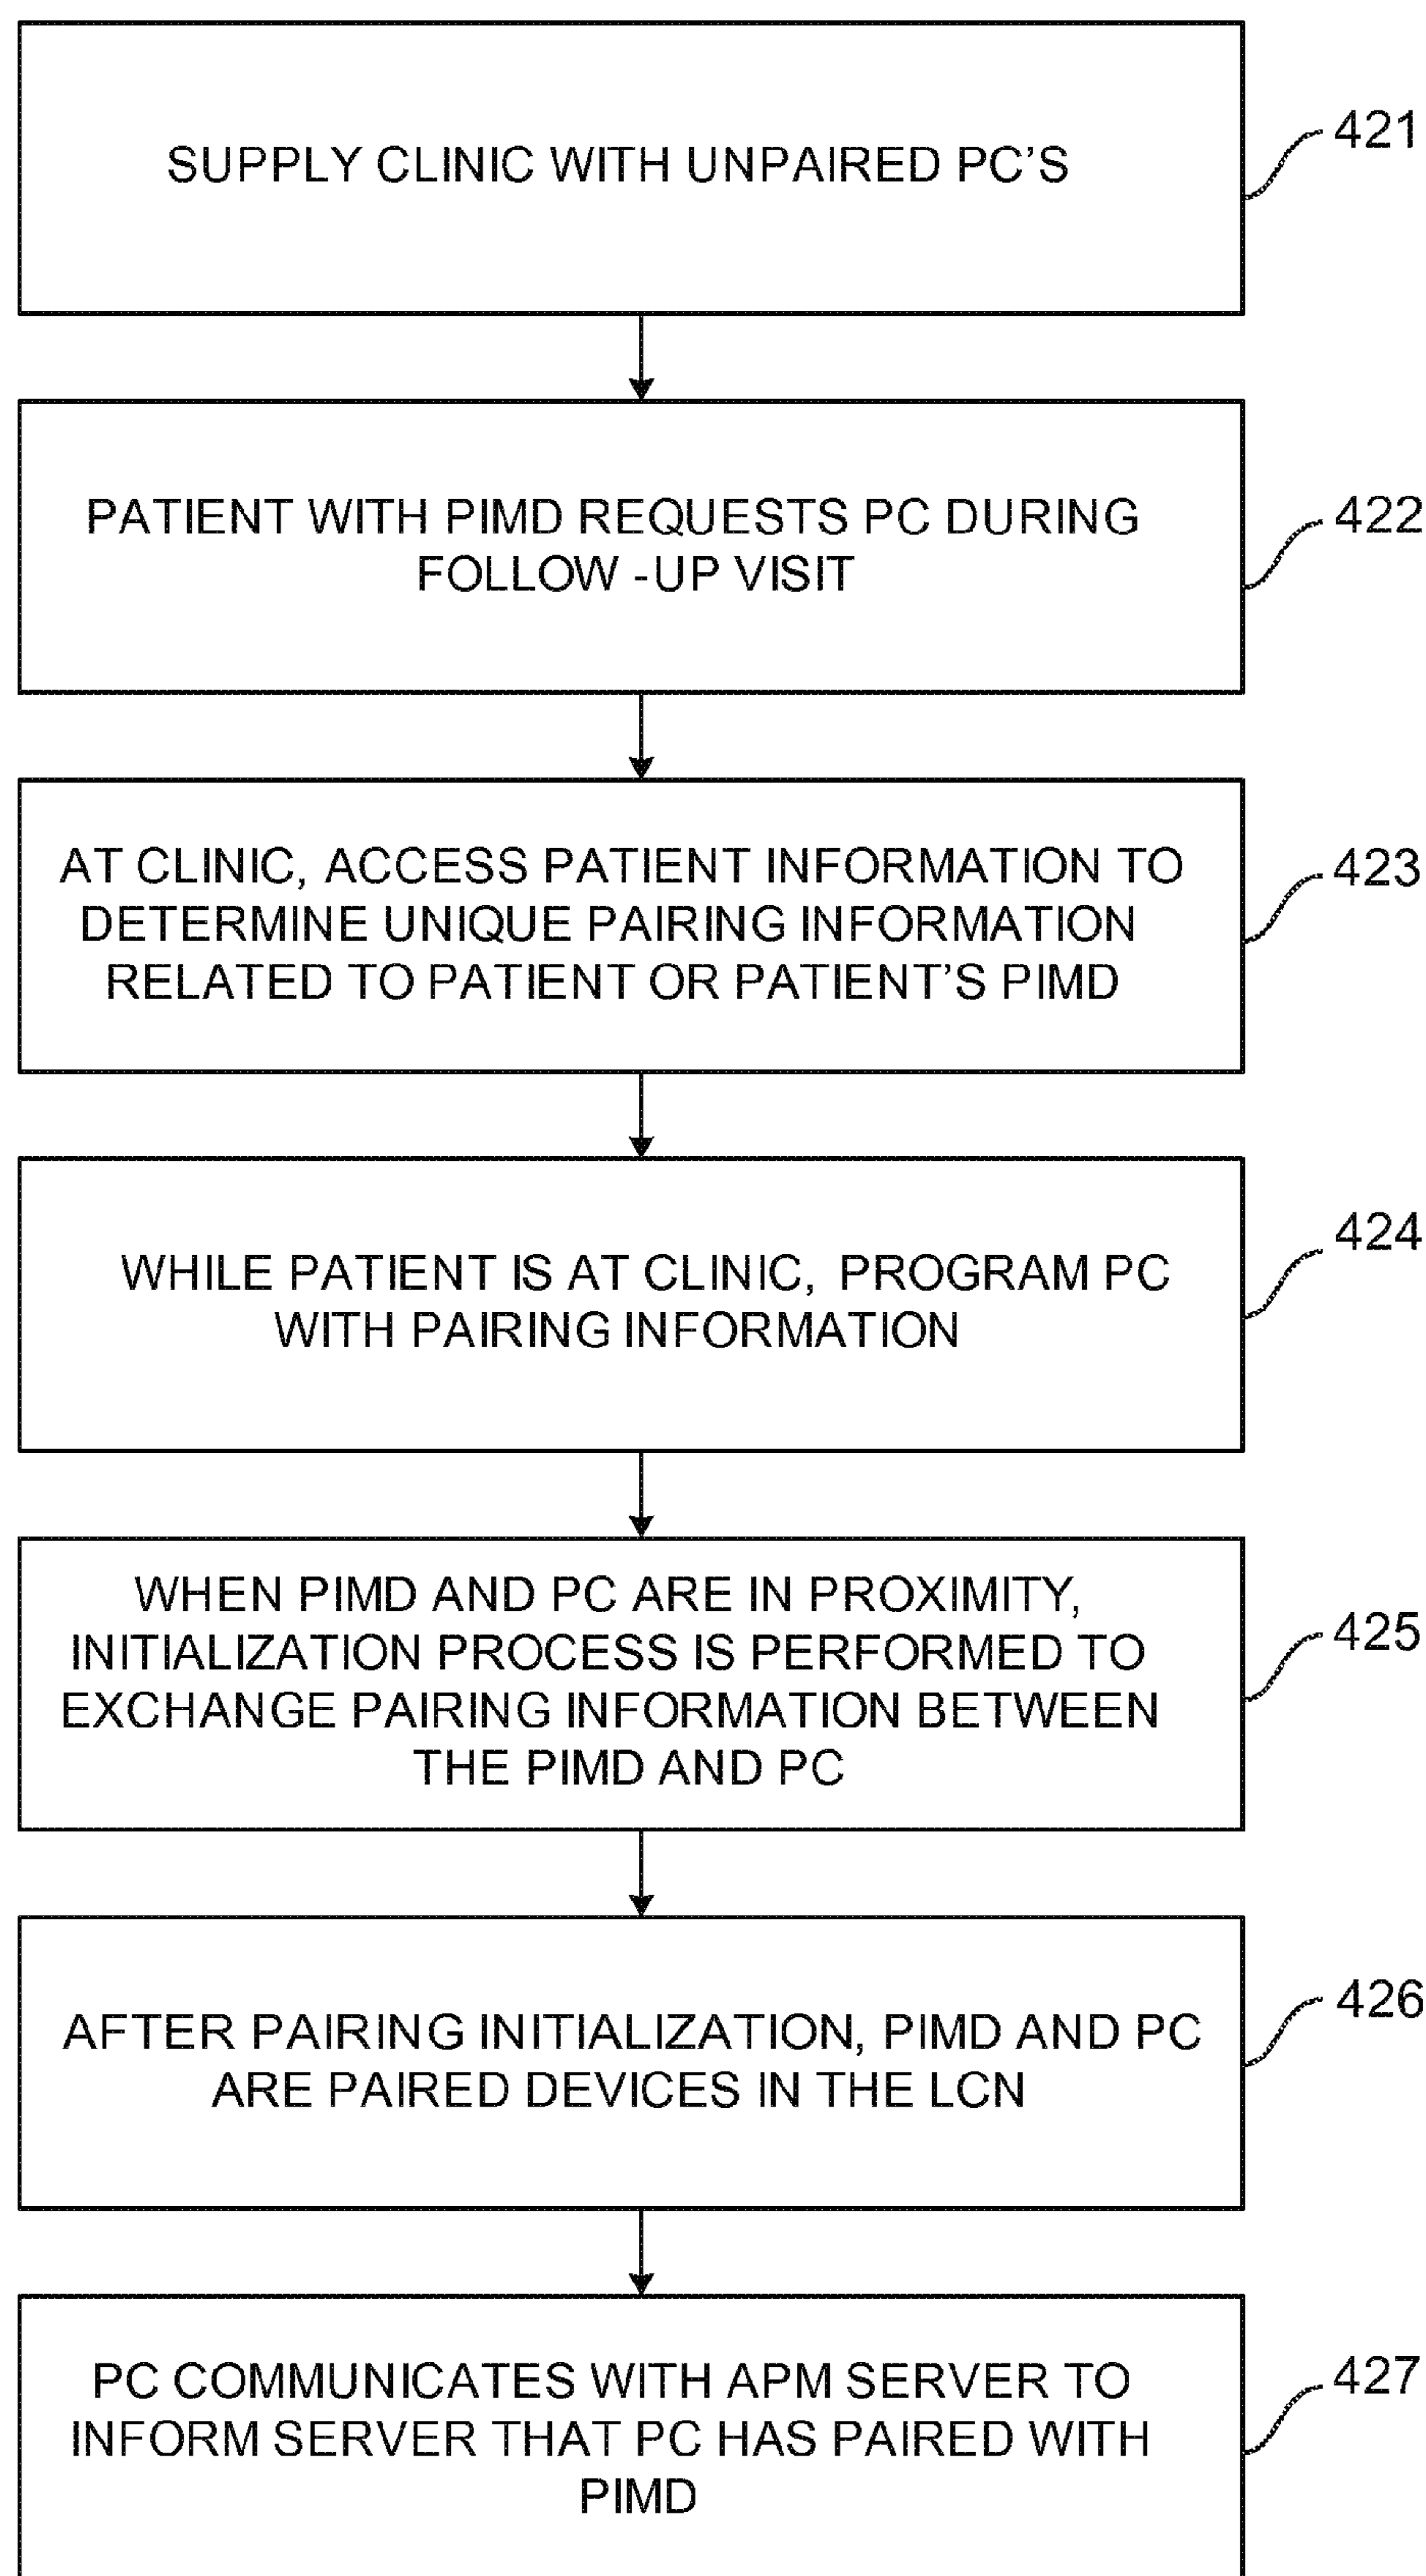 SUPPLY CLINIC WITH UNPAIRED PC'S
421
PATIENT WITH PIMD REQUESTS PC DURING
FOLLOW -UP VISIT
422
AT CLINIC, ACCESS PATIENT INFORMATION TO
DETERMINE UNIQUE PAIRING INFORMATION
RELATED TO PATIENT OR PATIENT'S PIMD
423
WHILE PATIENT IS AT CLINIC, PROGRAM PC
WITH PAIRING INFORMATION
424
WHEN PIMD AND PC ARE IN PROXIMITY,
INITIALIZATION PROCESS IS PERFORMED TO
EXCHANGE PAIRING INFORMATION BETWEEN
THE PIMD AND PC
425
AFTER PAIRING INITIALIZATION, PIMD AND PC
ARE PAIRED DEVICES IN THE LCN
426
PC COMMUNICATES WITH APM SERVER TO
INFORM SERVER THAT PC HAS PAIRED WITH
PIMD
427